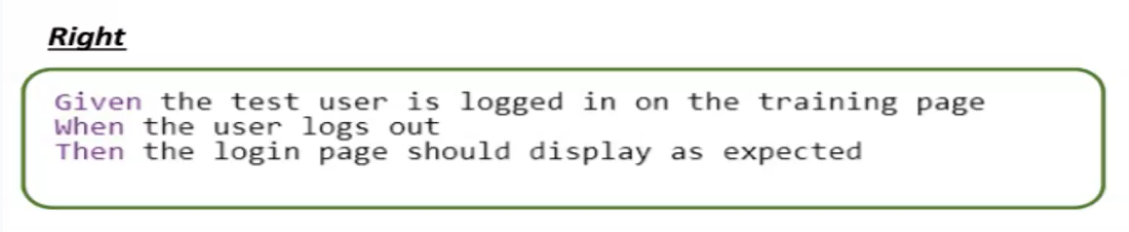 Right
Given the test user is logged in on the training page
When the user logs out
Then the login page should display as expected